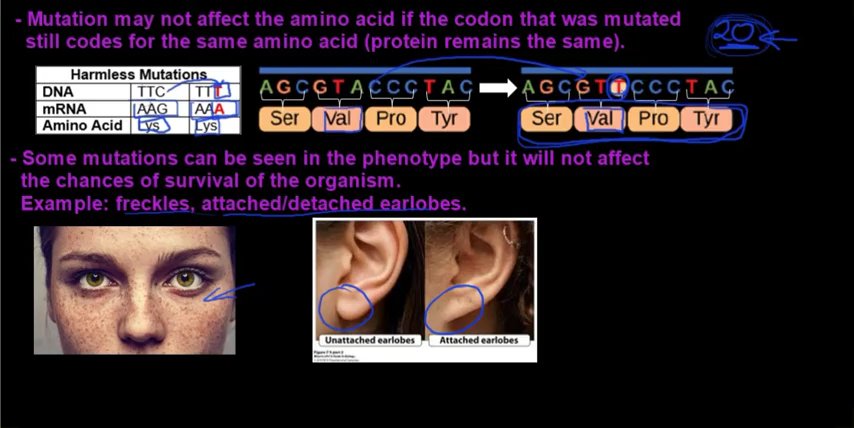 - Mutation may not affect the amino acid if the codon that was mutated
still codes for the same amino acid (protein remains the same).
20
Harmless Mutations
DNA TTC TTT
mRNA AAG AAA
Amino Acid Lys Lys
AGCGTACCCTAC
Ser Val Pro Tyr
AGCGTTCCCTAC
Ser Val Pro Tyr
- Some mutations can be seen in the phenotype but it will not affect
the chances of survival of the organism.
Example: freckles, attached/detached earlobes.
Unattached earlobes Attached earlobes